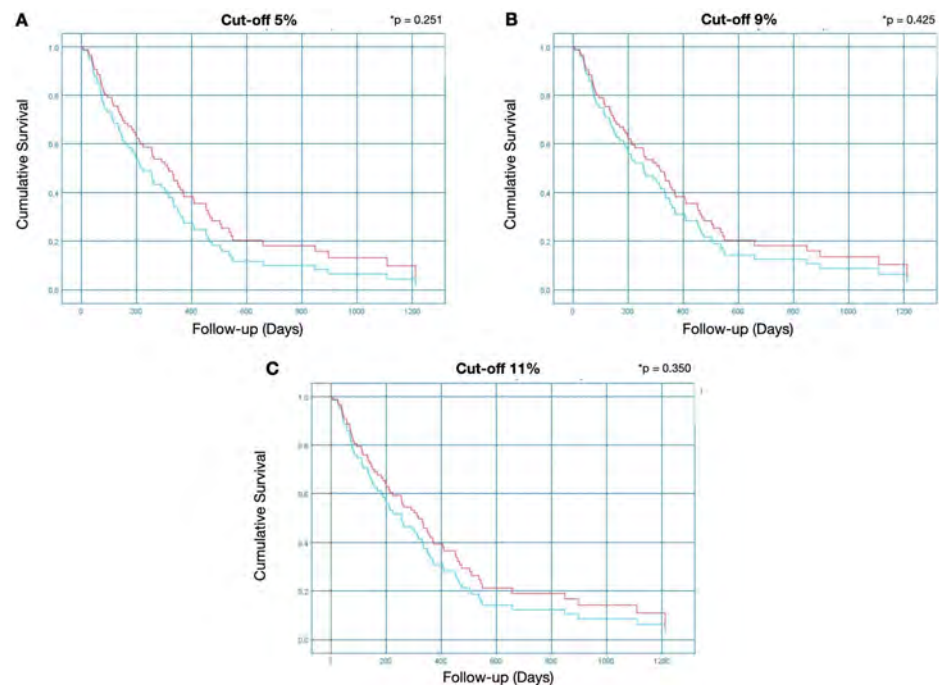 A
Cut-off 5%
*p = 0.251
Cumulative Survival
1.0
0.8
0.6
0.4
0.2
0.0
0 200 400 600 800 1000 1200
Follow-up (Days)
B
Cut-off 9%
*p = 0.425
Cumulative Survival
1.0
0.8
0.6
0.4
0.2
0.0
0 200 400 600 800 1000 1200
Follow-up (Days)
C
Cut-off 11%
*p = 0.350
Cumulative Survival
1.0
0.8
0.6
0.4
0.2
0.0
200 400 600 800 1000 1200
Follow-up (Days)